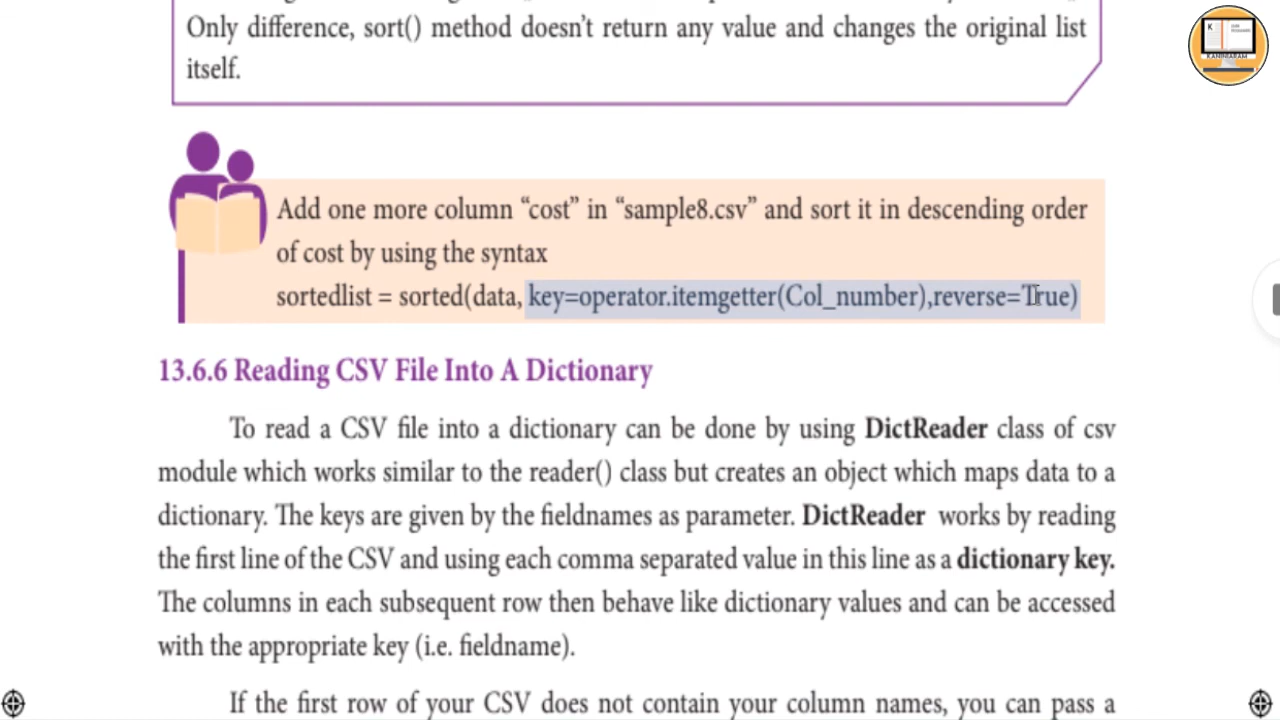 Only difference, sort() method doesn't return any value and changes the original list
itself.
Add one more column “cost” in “sample8.csv” and sort it in descending order
of cost by using the syntax
sortedlist = sorted(data, key=operator.itemgetter(Col_number),reverse=True)
13.6.6 Reading CSV File Into A Dictionary
To read a CSV file into a dictionary can be done by using DictReader class of csv
module which works similar to the reader() class but creates an object which maps data to a
dictionary. The keys are given by the fieldnames as parameter. DictReader works by reading
the first line of the CSV and using each comma separated value in this line as a dictionary key.
The columns in each subsequent row then behave like dictionary values and can be accessed
with the appropriate key (i.e. fieldname).
If the first row of your CSV does not contain your column names, you can pass a